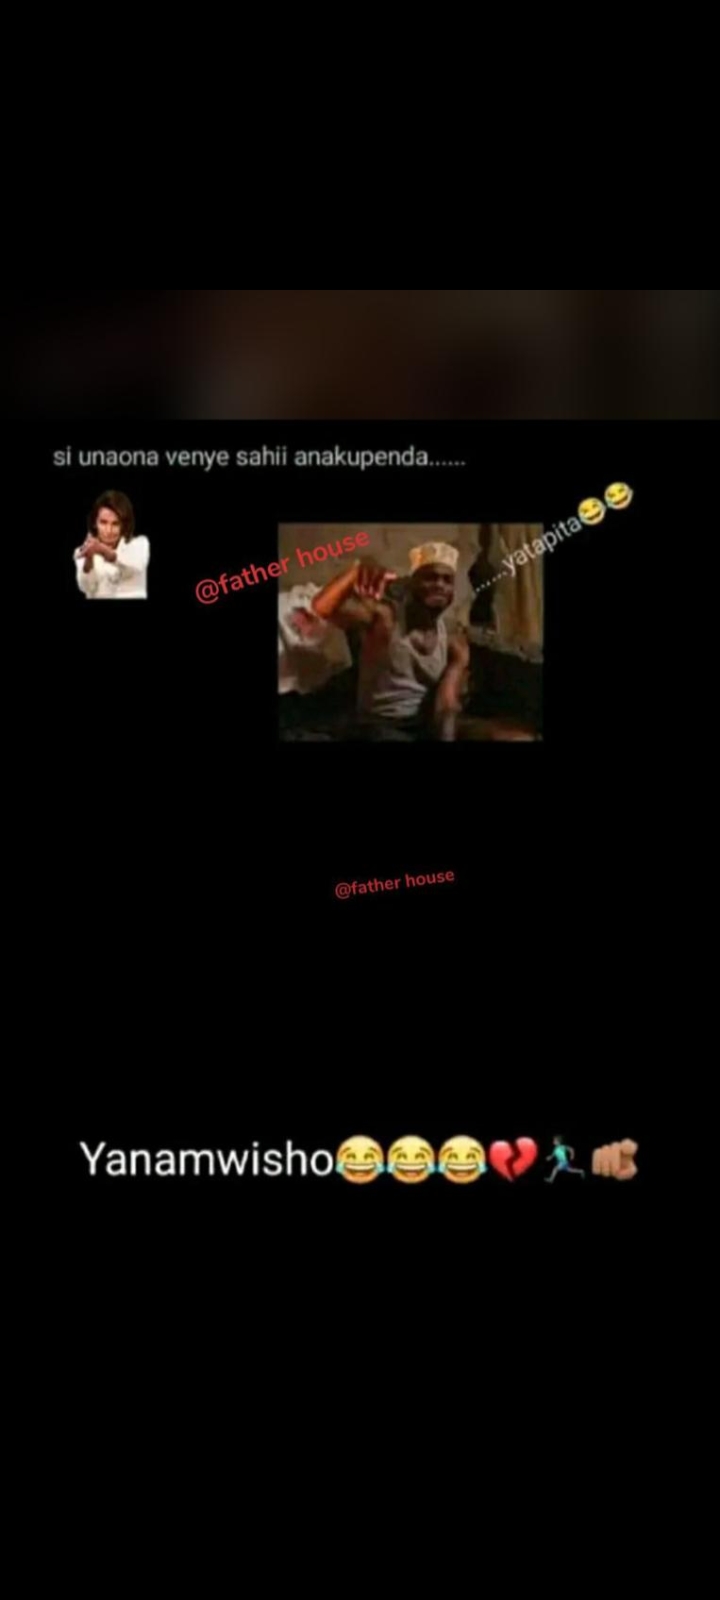 si unaona venye sahii anakupenda......
......yatapita😂😂
@father house
@father house
Yanamwisho😂😂😂💔🏃🏿‍♂️🫵🏽